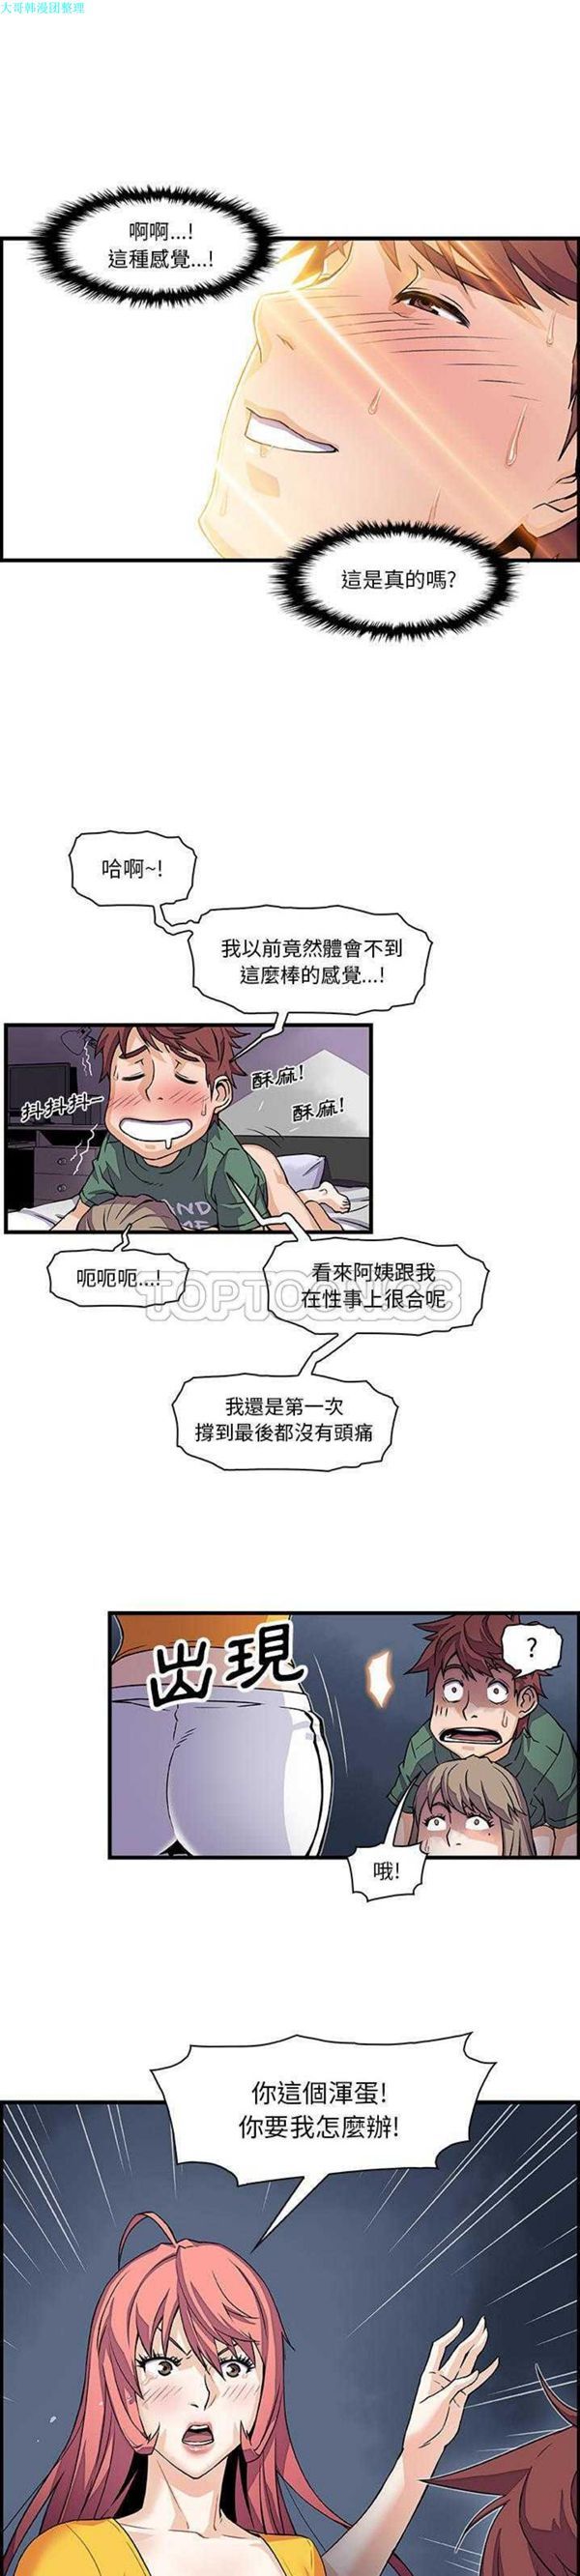 大哥韩漫团整理
啊啊...!
這種感覺...!
這是真的嗎?
哈啊~!
我以前竟然體會不到
這麼棒的感覺...!
酥麻!
酥麻!
抖抖抖~
AND
ME
呃呃呃...!
TOPTOON.CC
看來阿姨跟我
在性事上很合呢
我還是第一次
撐到最後都沒有頭痛
出現
?
哦!
你這個渾蛋!
你要我怎麼辦!